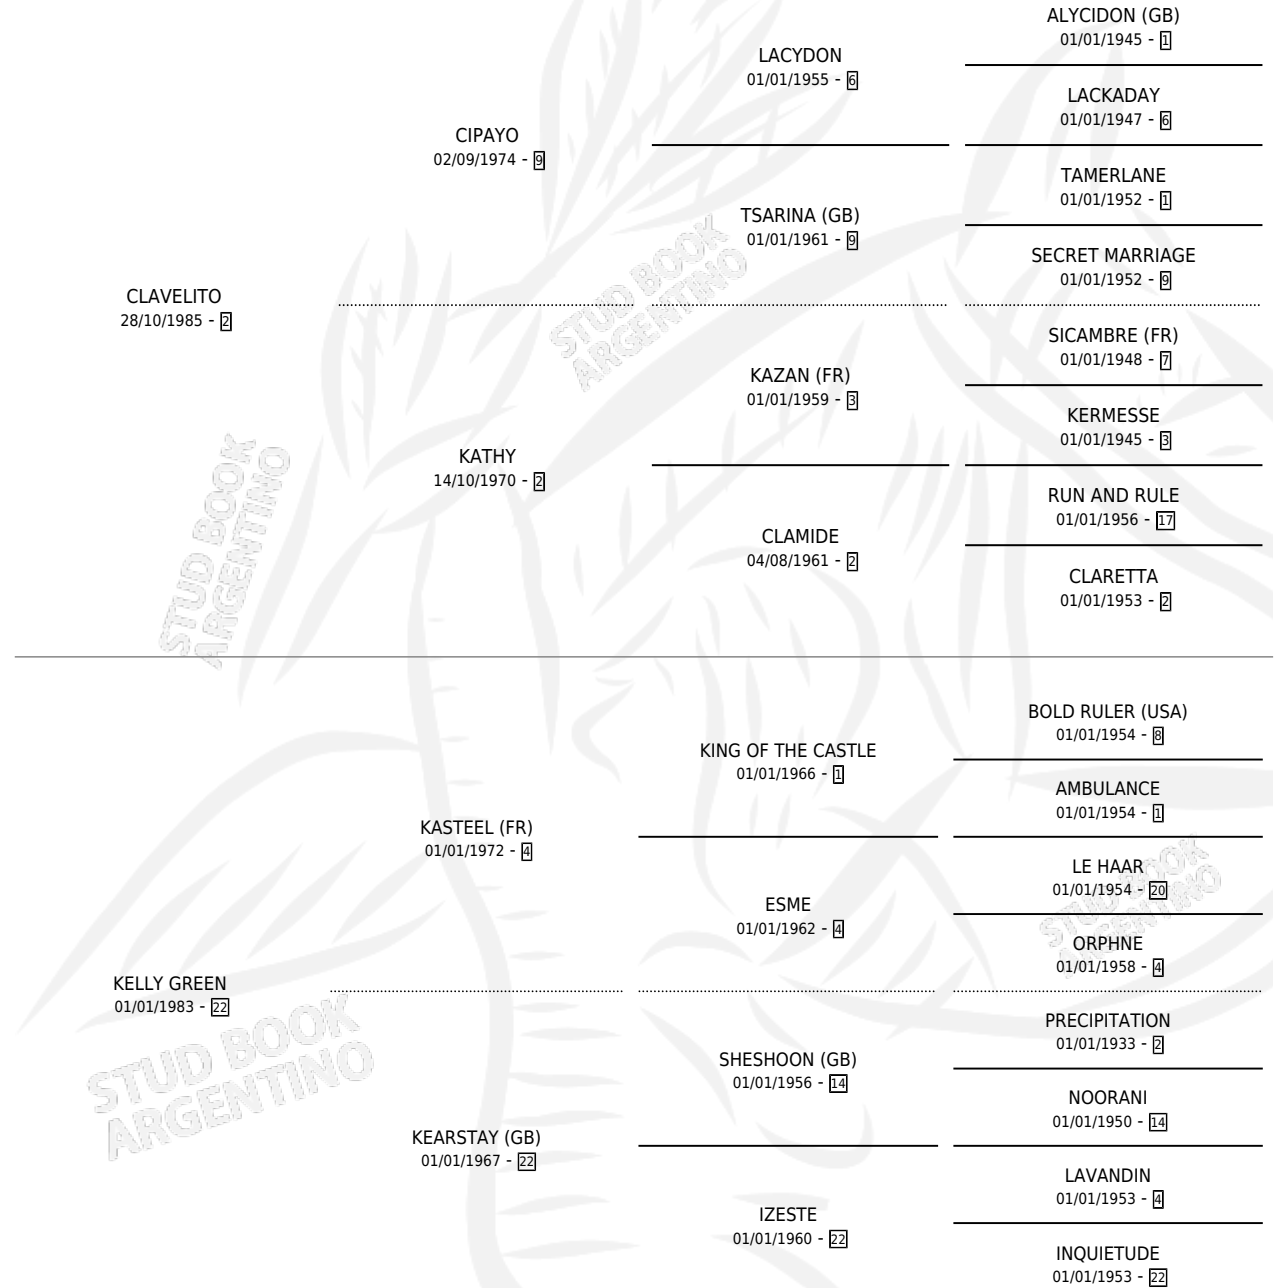 ALYCIDON (GB)
01/01/1945 - 1
LACYDON
01/01/1955 - 6
LACKADAY
01/01/1947 - 6
CIPAYO
02/09/1974 - 9
TAMERLANE
01/01/1952 - 1
TSARINA (GB)
01/01/1961 - 9
SECRET MARRIAGE
01/01/1952 - 9
CLAVELITO
28/10/1985 - 2
STUD BOOK
ARGENTINO
SICAMBRE (FR)
01/01/1948 - 7
KAZAN (FR)
01/01/1959 - 3
KERMESSE
01/01/1945 - 3
KATHY
14/10/1970 - 2
RUN AND RULE
01/01/1956 - 17
CLAMIDE
04/08/1961 - 2
CLARETTA
01/01/1953 - 2
STUD BOOK
ARGENTINO
BOLD RULER (USA)
01/01/1954 - 8
KING OF THE CASTLE
01/01/1966 - 1
AMBULANCE
01/01/1954 - 1
KASTEEL (FR)
01/01/1972 - 4
LE HAAR
01/01/1954 - 20
ESME
01/01/1962 - 4
ORPHNE
01/01/1958 - 4
STUD BOOK
ARGENTINO
KELLY GREEN
01/01/1983 - 22
STUD BOOK
ARGENTINO
PRECIPITATION
01/01/1933 - 2
SHESHOON (GB)
01/01/1956 - 14
NOORANI
01/01/1950 - 14
KEARSTAY (GB)
01/01/1967 - 22
LAVANDIN
01/01/1953 - 4
IZESTE
01/01/1960 - 22
INQUIETUDE
01/01/1953 - 22